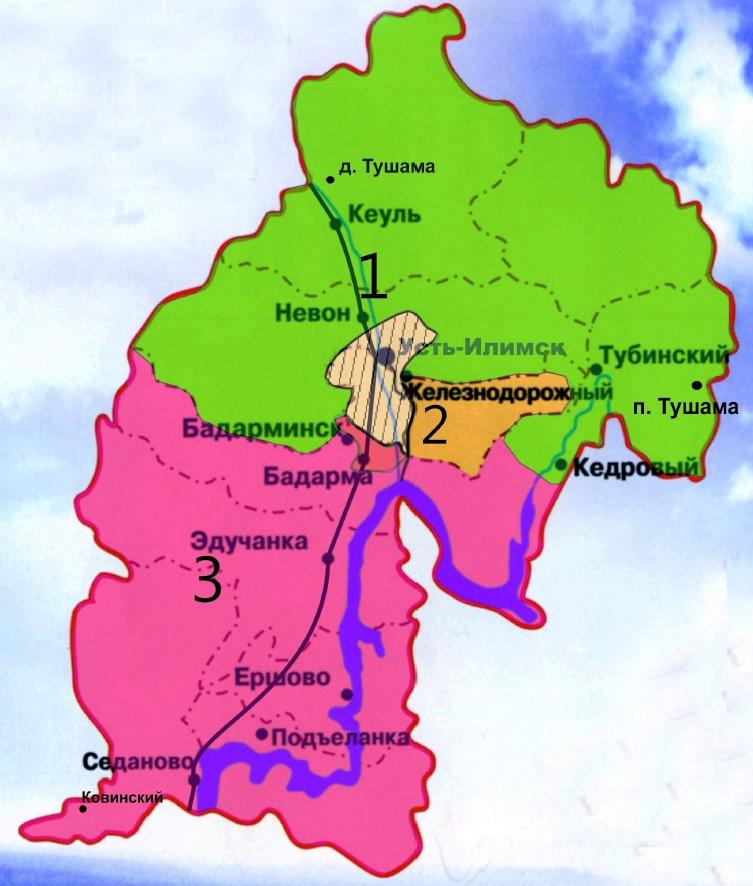 д. Тушама
Кеуль
1
Невон
Усть-Илимск
Тубинский
Железнодорожный
п. Тушама
2
Бадарминск
Кедровый
Бадарма
Эдучанка
3
Ершово
Подъеланка
Седаново
Ковинский